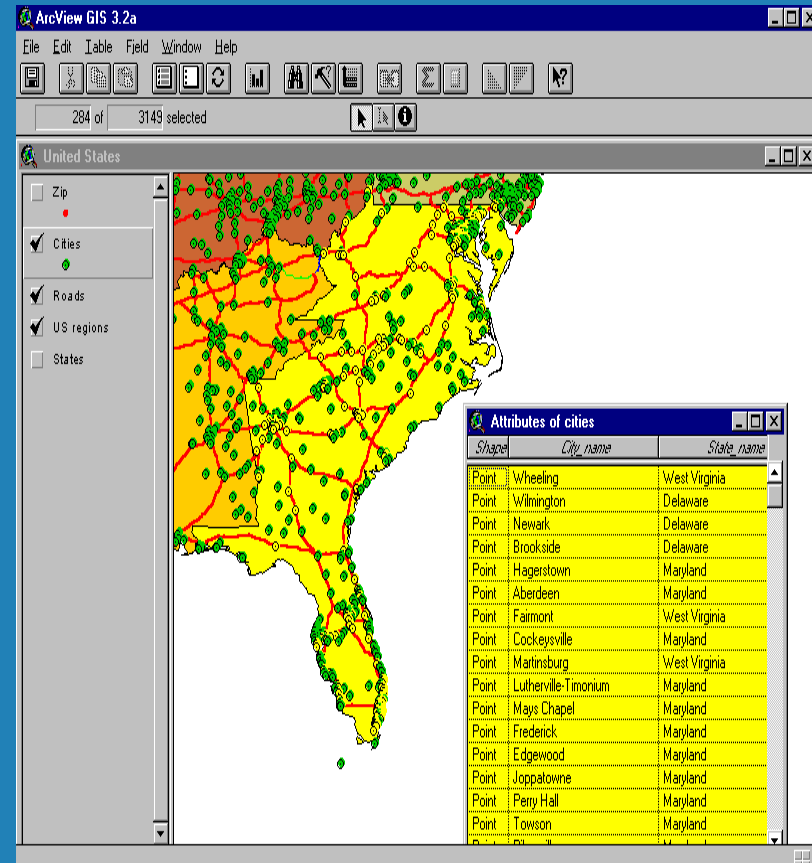 ArcView GIS 3.2a
File Edit Table Field Window Help
284 of 3149 selected
United States
Zip
Cities
Roads
US regions
States
Attributes of cities
Shape City_name State_name
Point Wheeling West Virginia
Point Wilmington Delaware
Point Newark Delaware
Point Brookside Delaware
Point Hagerstown Maryland
Point Aberdeen Maryland
Point Fairmont West Virginia
Point Cockeysville Maryland
Point Martinsburg West Virginia
Point Lutherville-Timonium Maryland
Point Mays Chapel Maryland
Point Frederick Maryland
Point Edgewood Maryland
Point Joppatowne Maryland
Point Perry Hall Maryland
Point Towson Maryland